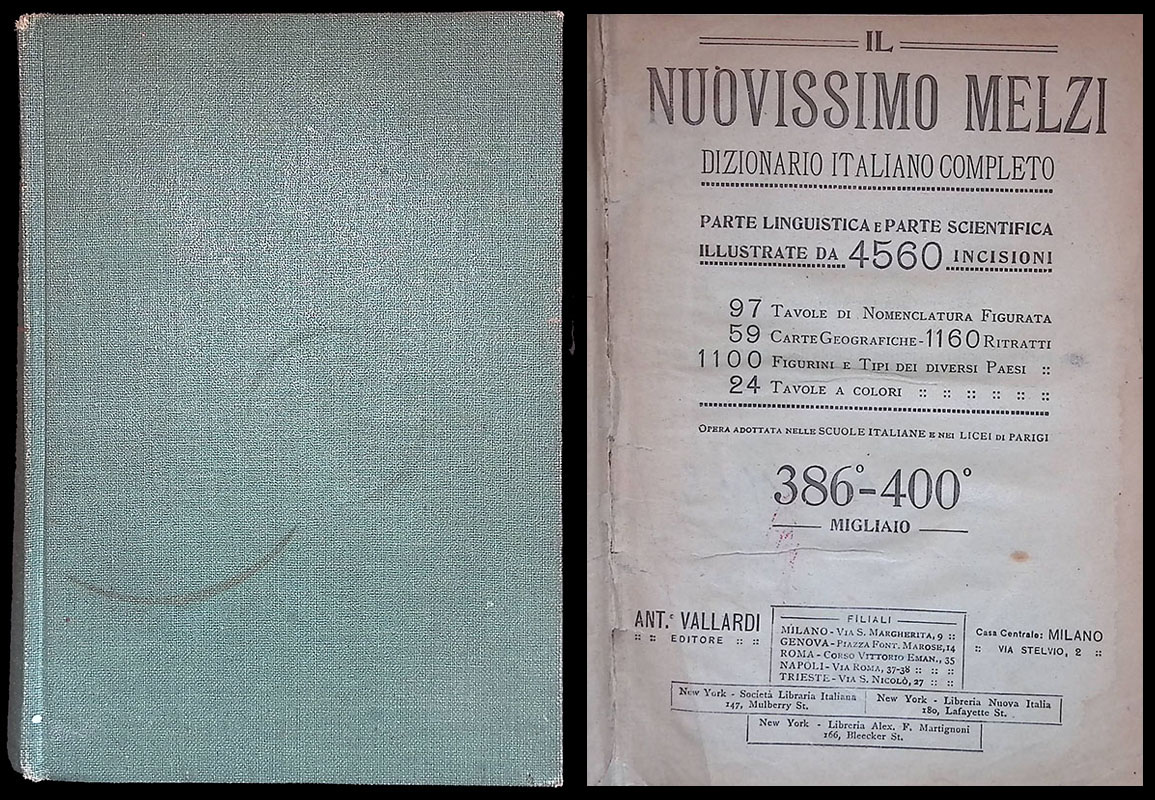 IL
NUOVISSIMO MELZI
DIZIONARIO ITALIANO COMPLETO
PARTE LINGUISTICA E PARTE SCIENTIFICA
ILLUSTRATE DA 4560 INCISIONI
97 TAVOLE DI NOMENCLATURA FIGURATA
59 CARTE GEOGRAFICHE - 1160 RITRATTI
1100 FIGURINI E TIPI DEI DIVERSI PAESI ::
24 TAVOLE A COLORI :: :: :: :: :: ::
OPERA ADOTTATA NELLE SCUOLE ITALIANE E NEI LICEI DI PARIGI
386° - 400°
MIGLIAIO
ANT. VALLARDI
:: :: EDITORE :: ::
FILIALI
MILANO - VIA S. MARGHERITA, 9 ::
GENOVA - PIAZZA FONT. MAROSE, 14
ROMA - CORSO VITTORIO EMAN., 35
NAPOLI - VIA ROMA, 37-38 :: :: ::
TRIESTE - VIA S. NICOLÒ, 27 :: ::
Casa Centrale: MILANO
:: VIA STELVIO, 2 ::
New York - Società Libraria Italiana
147, Mulberry St.
New York - Libreria Nuova Italia
180, Lafayette St.
New York - Libreria Alex. F. Martignoni
166, Bleecker St.